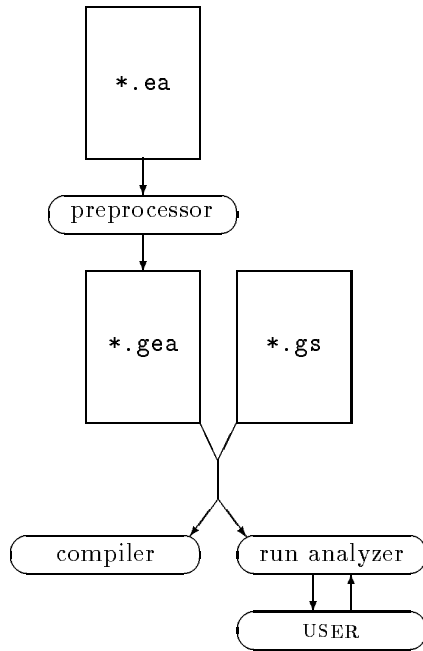 *.ea
preprocessor
*.gea
*.gs
compiler
run analyzer
USER